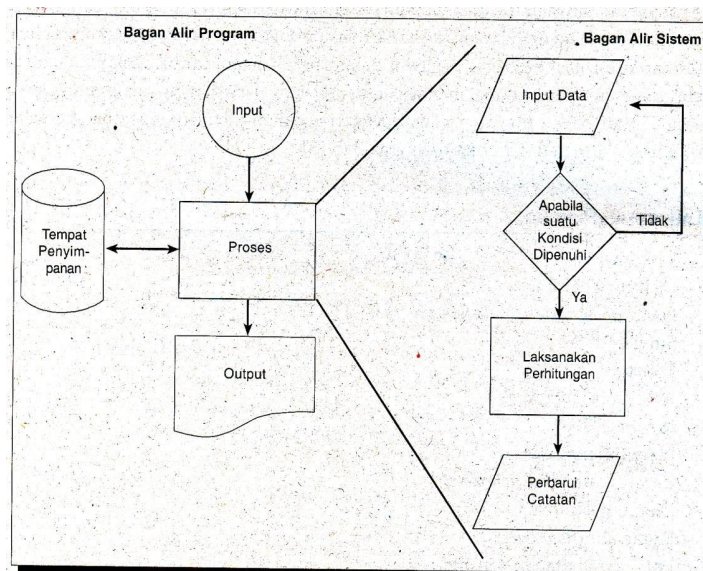 Bagan Alir Program
Input
Tempat
Penyim-
panan
Proses
Output
Bagan Alir Sistem
Input Data
Apabila
suatu
Kondisi
Dipenuhi
Tidak
Ya
Laksanakan
Perhitungan
Perbarui
Catatan